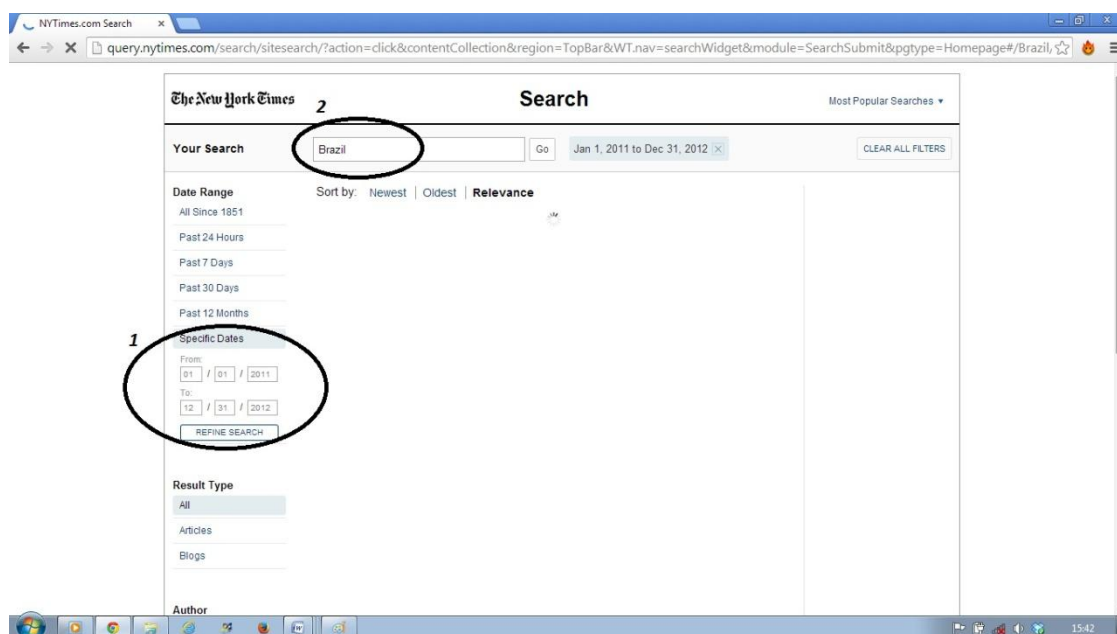 NYTimes.com Search
query.nytimes.com/search/sitesearch/?action=click&contentCollection&region=TopBar&WT.nav=searchWidget&module=SearchSubmit&pgtype=Homepage#/Brazil,
The New York Times
2
Search
Most Popular Searches
Your Search
Brazil
Go
Jan 1, 2011 to Dec 31, 2012
CLEAR ALL FILTERS
Date Range
Sort by: Newest | Oldest | Relevance
All Since 1851
Past 24 Hours
Past 7 Days
Past 30 Days
Past 12 Months
1
Specific Dates
From:
01 / 01 / 2011
To:
12 / 31 / 2012
REFINE SEARCH
Result Type
All
Articles
Blogs
Author
15:42